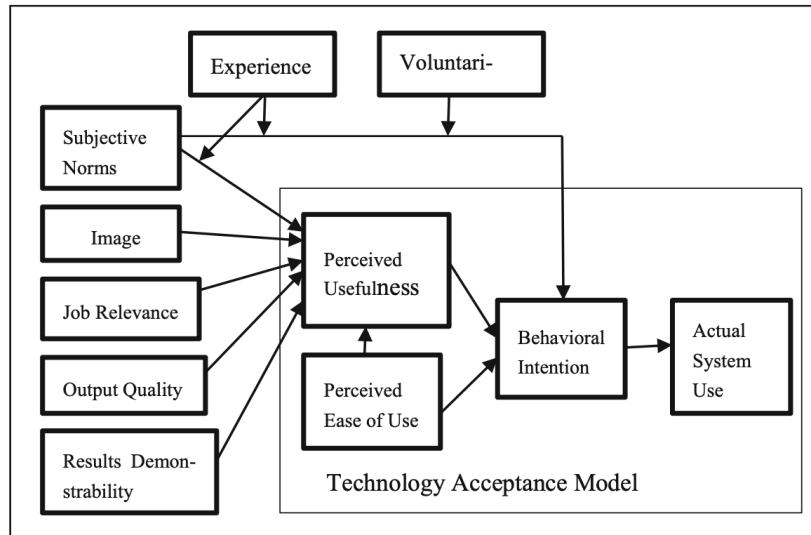 Experience
Voluntari-
Subjective
Norms
Image
Job Relevance
Output Quality
Results Demon-
strability
Perceived
Usefulness
Perceived
Ease of Use
Behavioral
Intention
Actual
System
Use
Technology Acceptance Model